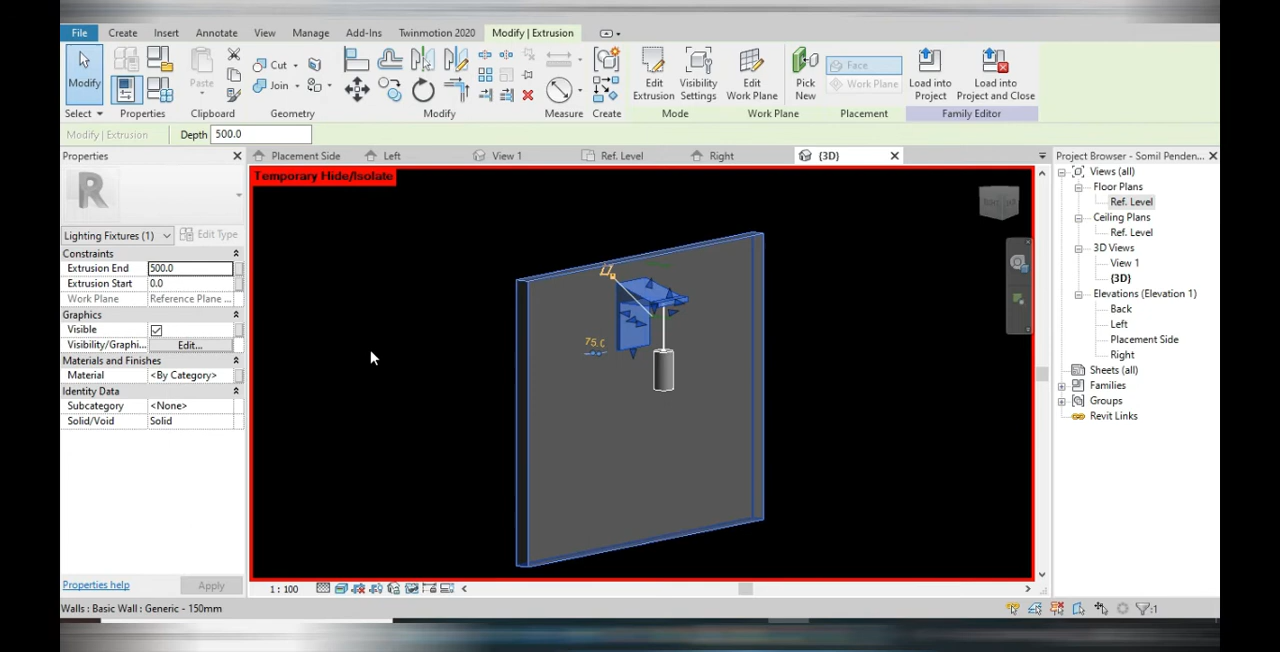 File Create Insert Annotate View Manage Add-Ins Twinmotion 2020 Modify | Extrusion
Modify Paste Cut Join Edit Extrusion Visibility Settings Edit Work Plane Pick New Face Work Plane Load into Project Load into Project and Close
Select Properties Clipboard Geometry Modify Measure Create Mode Work Plane Placement Family Editor
Modify | Extrusion Depth 500.0
Properties Placement Side Left View 1 Ref. Level Right (3D) Project Browser - Somil Penden...
Temporary Hide/Isolate
Lighting Fixtures (1) Edit Type
Constraints
Extrusion End 500.0
Extrusion Start 0.0
Work Plane Reference Plane ...
Graphics
Visible
Visibility/Graphi... Edit...
Materials and Finishes
Material <By Category>
Identity Data
Subcategory <None>
Solid/Void Solid
Properties help Apply
75.0
1 : 100
Views (all)
Floor Plans
Ref. Level
Ceiling Plans
Ref. Level
3D Views
View 1
(3D)
Elevations (Elevation 1)
Back
Left
Placement Side
Right
Sheets (all)
Families
Groups
Revit Links
Walls : Basic Wall : Generic - 150mm :1